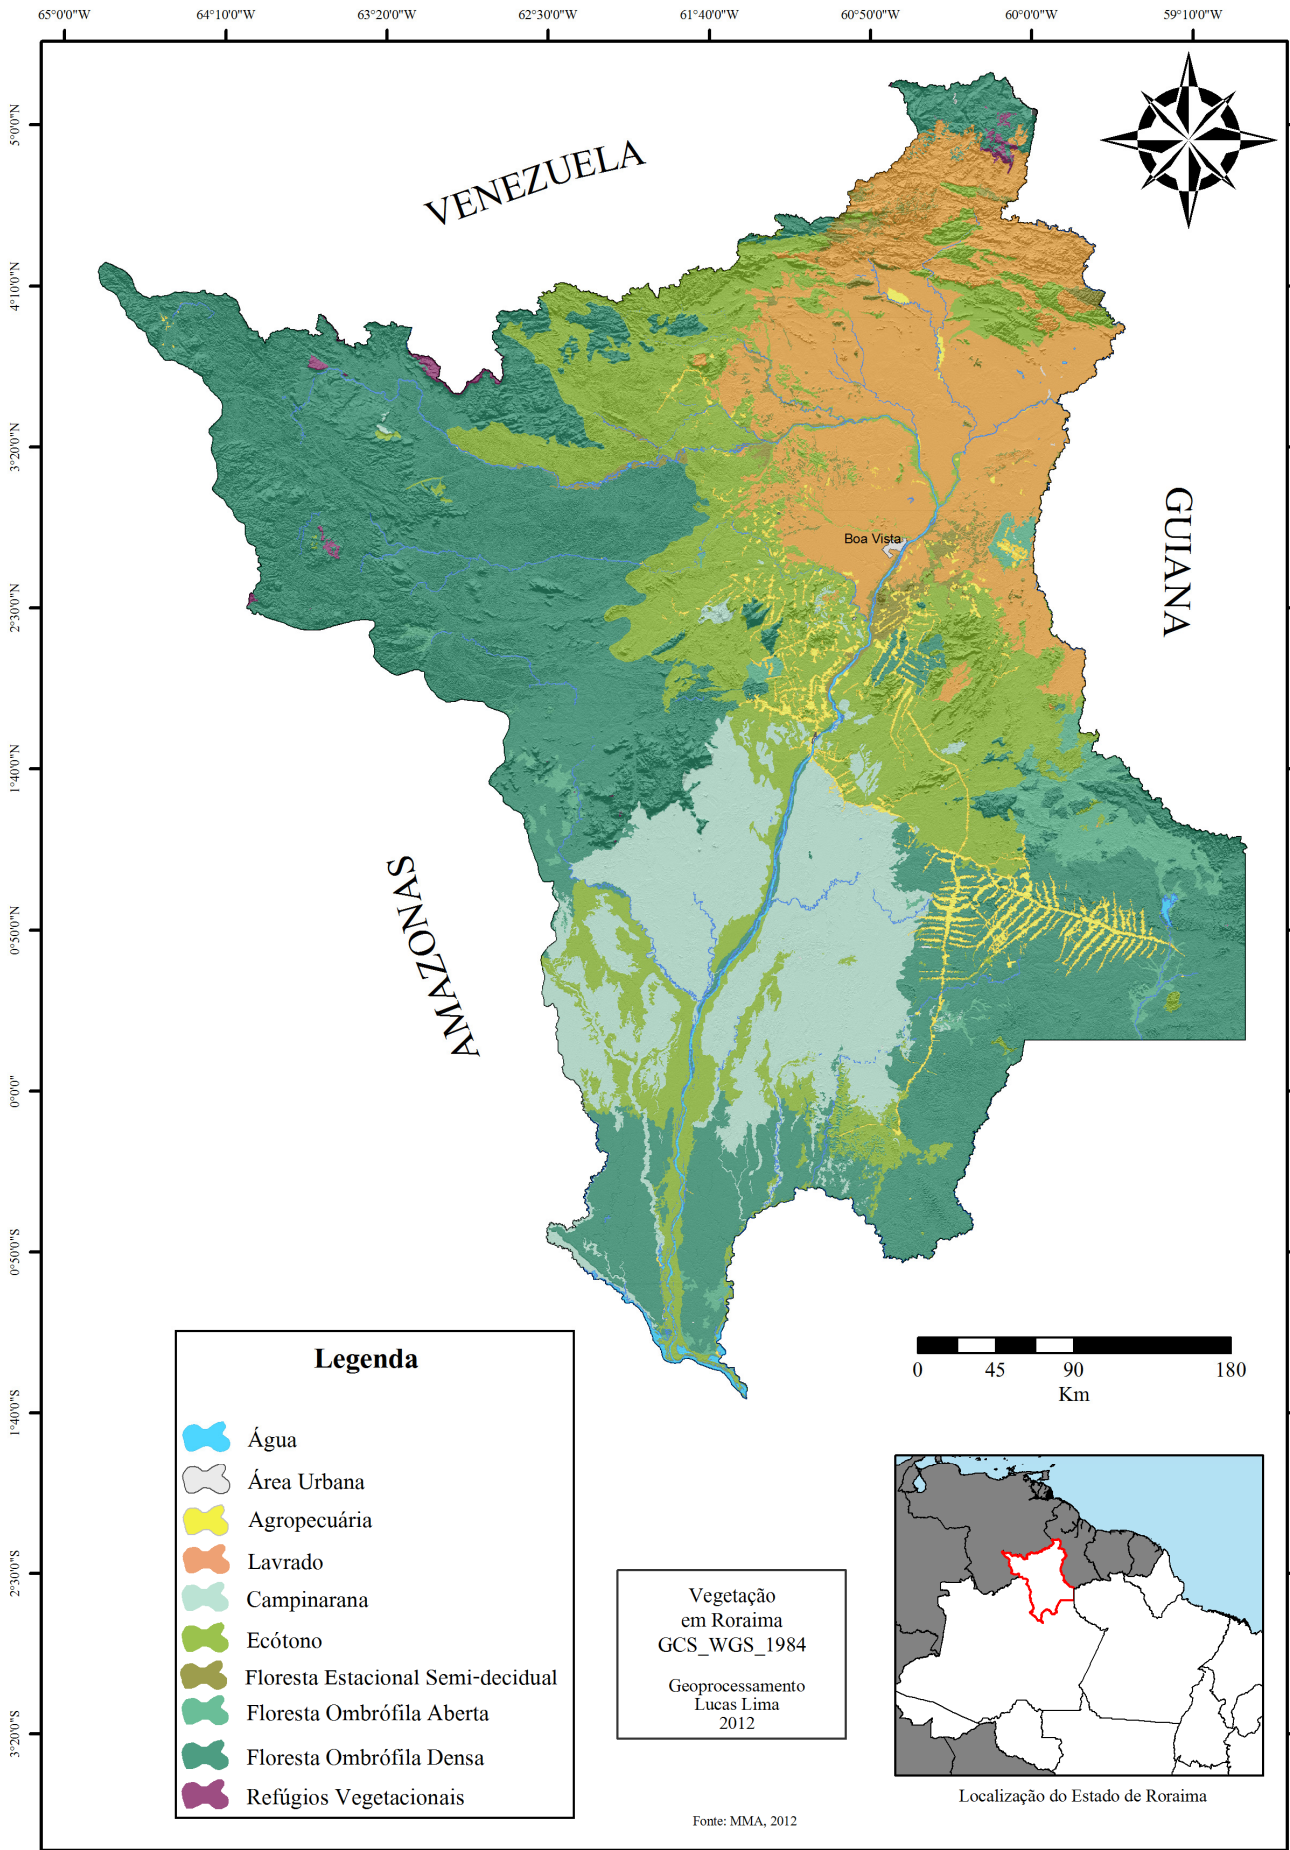 65°0'0"W
64°10'0"W
63°20'0"W
62°30'0"W
61°40'0"W
60°50'0"W
60°0'0"W
59°10'0"W
5°0'0"N
4°10'0"N
3°20'0"N
2°30'0"N
1°40'0"N
0°50'0"N
0°0'0"
0°50'0"S
1°40'0"S
2°30'0"S
3°20'0"S
VENEZUELA
GUIANA
AMAZONAS
Boa Vista
Legenda
Água
Área Urbana
Agropecuária
Lavrado
Campinarana
Ecótono
Floresta Estacional Semi-decidual
Floresta Ombrófila Aberta
Floresta Ombrófila Densa
Refúgios Vegetacionais
0 45 90 180
Km
Vegetação
em Roraima
GCS_WGS_1984
Geoprocessamento
Lucas Lima
2012
Localização do Estado de Roraima
Fonte: MMA, 2012